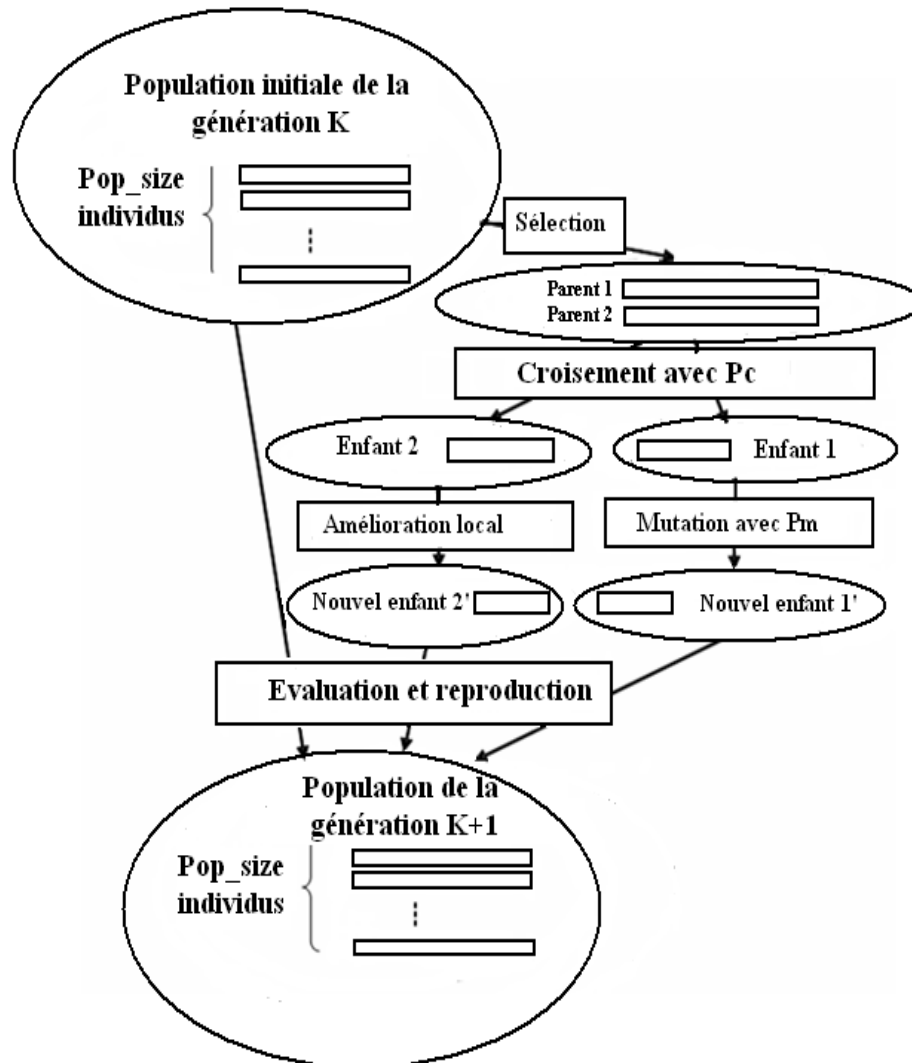 Population initiale de la
génération K
Pop_size
individus
Sélection
Parent 1
Parent 2
Croisement avec Pc
Enfant 2
Enfant 1
Amélioration local
Mutation avec Pm
Nouvel enfant 2'
Nouvel enfant 1'
Evaluation et reproduction
Population de la
génération K+1
Pop_size
individus